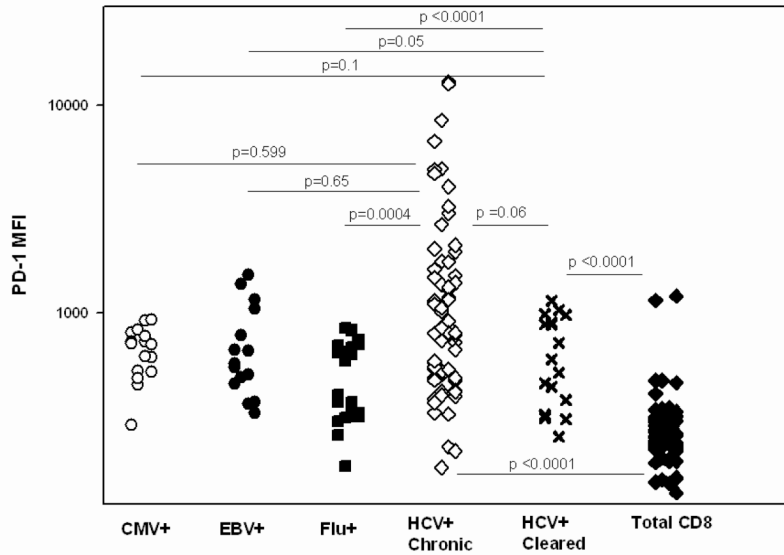 p <0.0001
p=0.05
p=0.1
10000
p=0.599
p=0.65
p=0.0004
p =0.06
p <0.0001
PD-1 MFI
1000
p <0.0001
CMV+
EBV+
Flu+
HCV+
Chronic
HCV+
Cleared
Total CD8